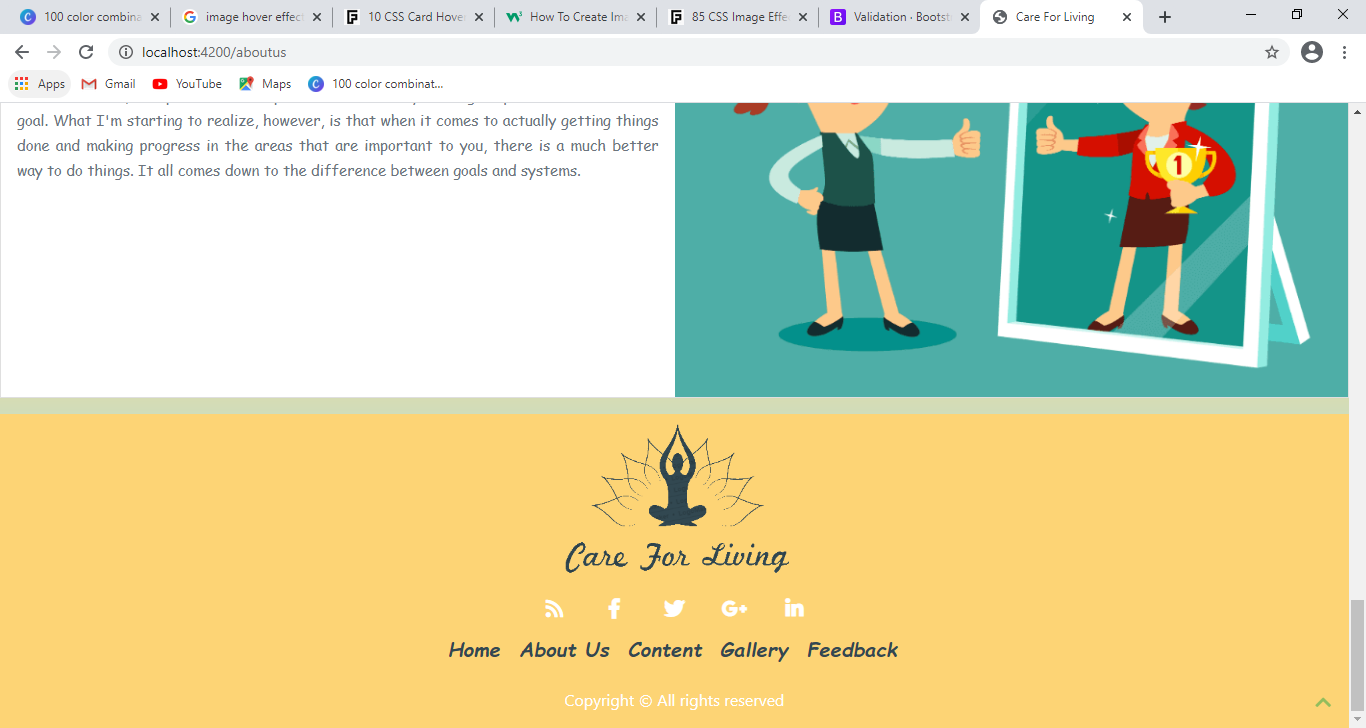 100 color combina
image hover effect
10 CSS Card Hover
How To Create Ima
85 CSS Image Effe
Validation · Bootst
Care For Living
localhost:4200/aboutus
Apps
Gmail
YouTube
Maps
100 color combinat...
goal. What I'm starting to realize, however, is that when it comes to actually getting things
done and making progress in the areas that are important to you, there is a much better
way to do things. It all comes down to the difference between goals and systems.
1
Care For Living
Home About Us Content Gallery Feedback
Copyright © All rights reserved